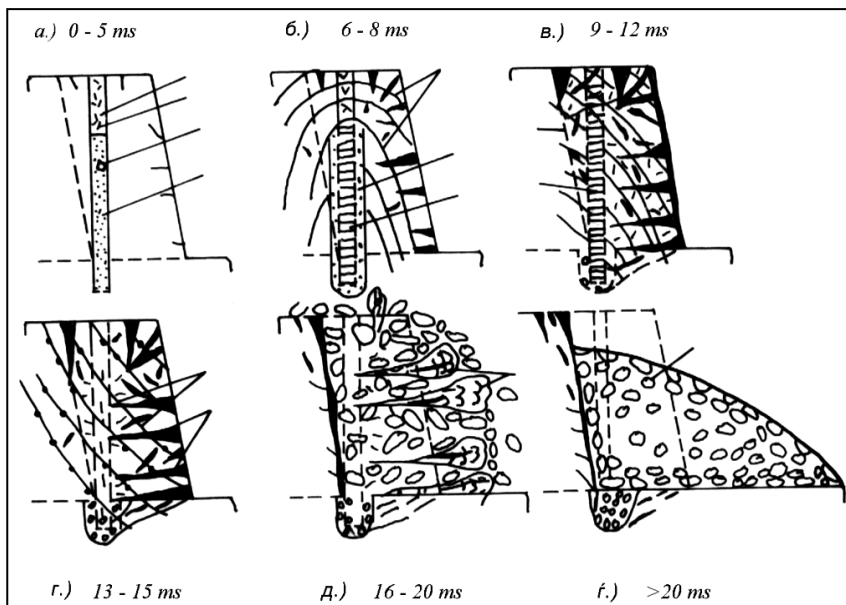 а.) 0 - 5 ms
б.) 6 - 8 ms
в.) 9 - 12 ms
г.) 13 - 15 ms
д.) 16 - 20 ms
ѓ.) >20 ms